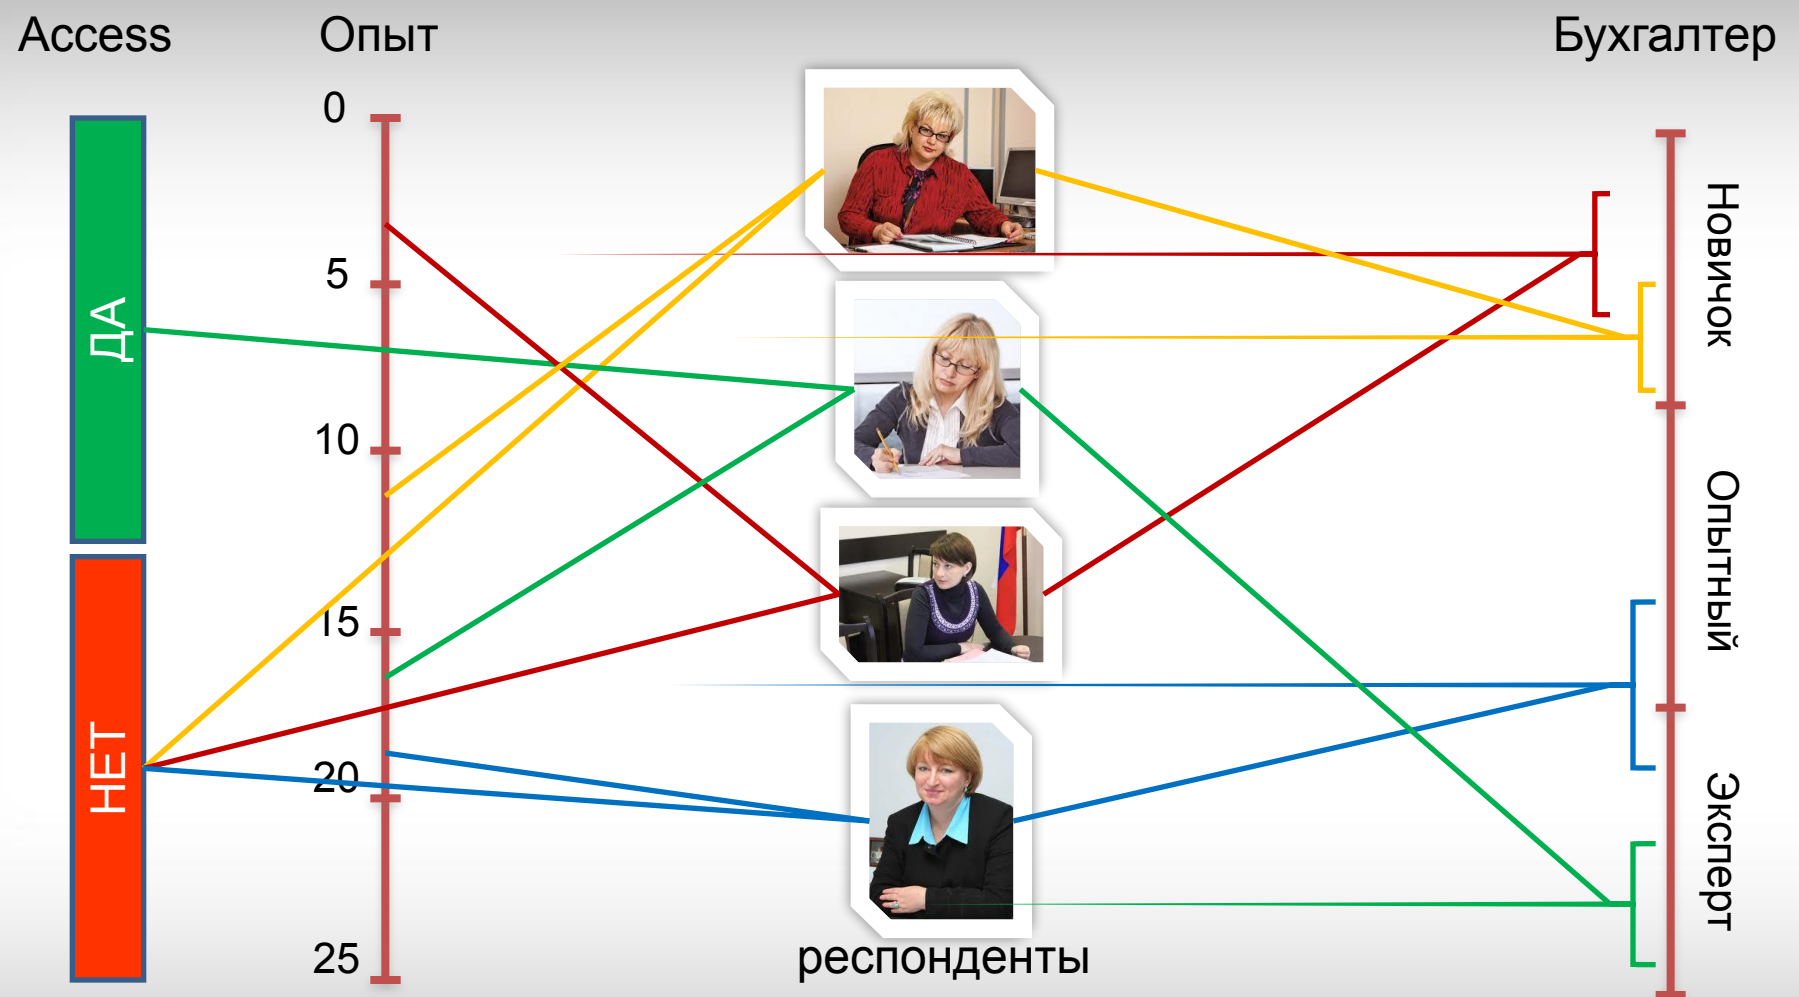 Access
Опыт
Бухгалтер
0
5
10
15
20
25
ДА
НЕТ
Новичок
Опытный
Эксперт
респонденты